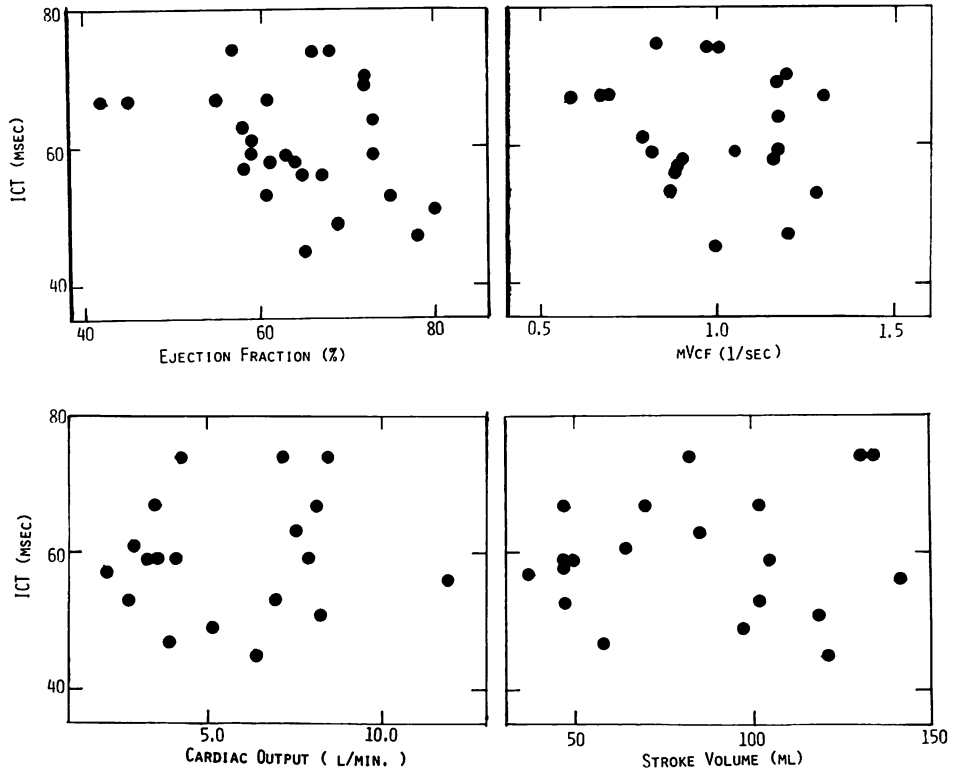 80
60
40
ICT (MSEC)
40 60 80
EJECTION FRACTION (%)
0.5 1.0 1.5
MVCF (1/SEC)
80
60
40
ICT (MSEC)
5.0 10.0
CARDIAC OUTPUT ( L/MIN. )
50 100 150
STROKE VOLUME (ML)